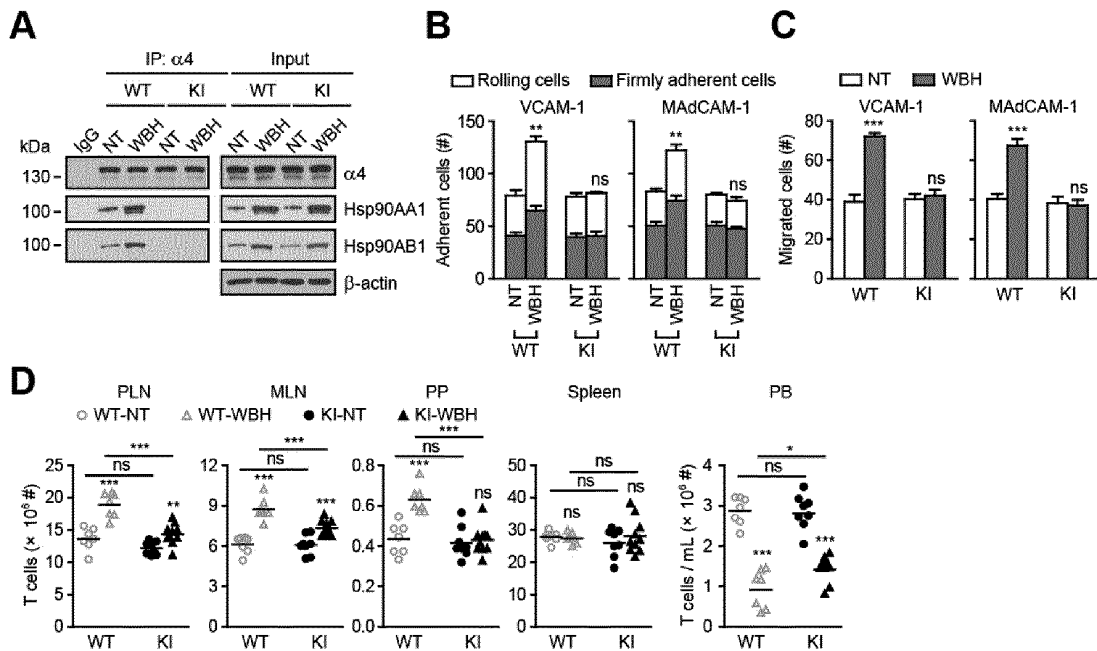 A
IP: α4
Input
WT
KI
WT
KI
kDa
IgG
NT
WBH
NT
WBH
NT
WBH
NT
WBH
130
α4
100
Hsp90AA1
100
Hsp90AB1
β-actin
B
Rolling cells
Firmly adherent cells
VCAM-1
MAdCAM-1
Adherent cells (#)
150
100
50
0
**
ns
**
ns
NT
WBH
NT
WBH
NT
WBH
NT
WBH
WT
KI
WT
KI
C
NT
WBH
VCAM-1
MAdCAM-1
Migrated cells (#)
80
60
40
20
0
***
ns
***
ns
WT
KI
WT
KI
D
PLN
MLN
PP
Spleen
PB
WT-NT
WT-WBH
KI-NT
KI-WBH
T cells (× 10⁶ #)
25
20
15
10
5
0
***
ns
***
**
WT
KI
12
9
6
3
0
***
ns
***
***
WT
KI
0.8
0.6
0.4
0.2
0.0
***
ns
***
ns
WT
KI
50
40
30
20
10
0
ns
ns
ns
ns
WT
KI
T cells / mL (× 10⁶ #)
4
3
2
1
0
*
ns
***
***
WT
KI